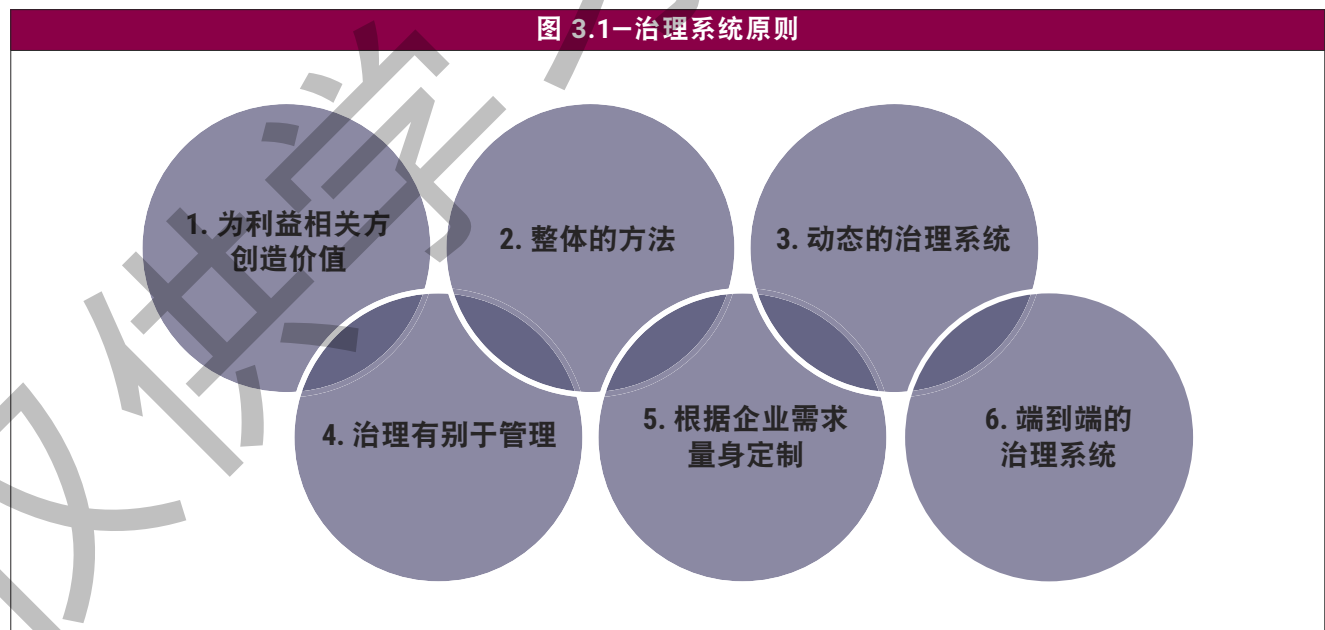 图 3.1—治理系统原则
1. 为利益相关方
创造价值
2. 整体的方法
3. 动态的治理系统
4. 治理有别于管理
5. 根据企业需求
量身定制
6. 端到端的
治理系统
仅供学